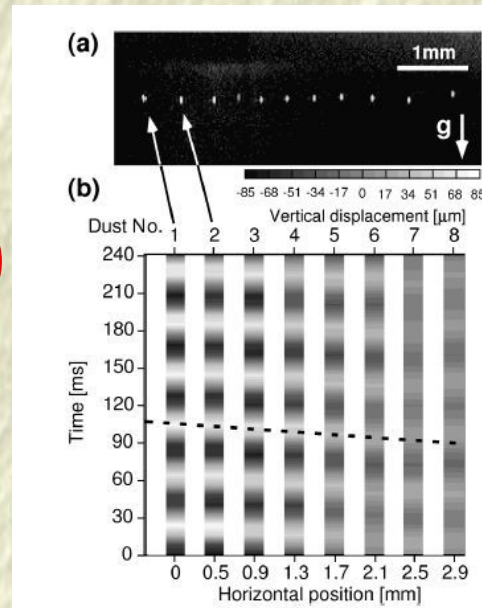 (a)
1mm
g
-85 -68 -51 -34 -17 0 17 34 51 68 85
(b)
Vertical displacement [μm]
Dust No. 1 2 3 4 5 6 7 8
240
210
180
150
120
90
60
30
0
Time [ms]
0 0.5 0.9 1.3 1.7 2.1 2.5 2.9
Horizontal position [mm]